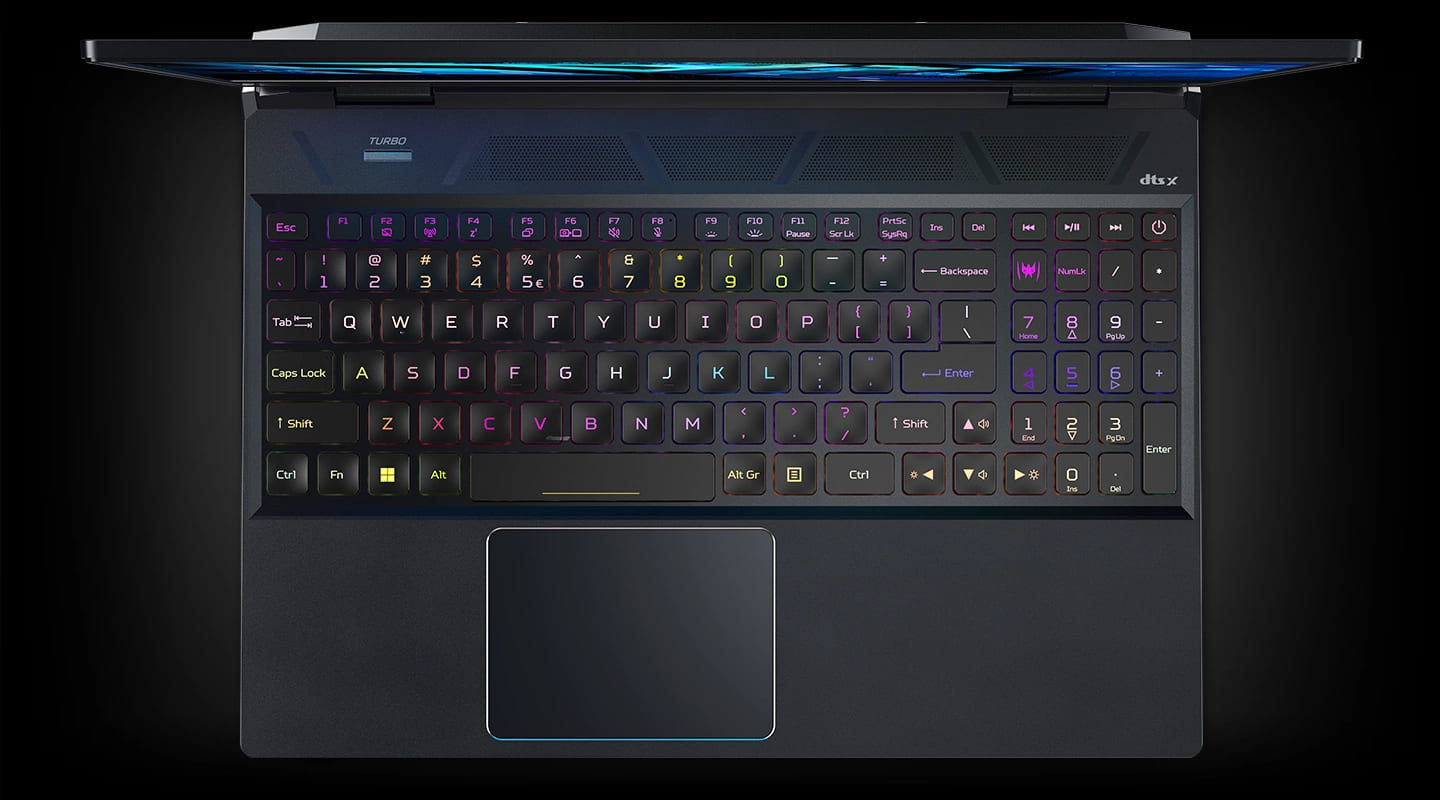 TURBO
dts x
Esc F1 F2 F3 F4 F5 F6 F7 F8 F9 F10 F11 F12 PrtSc Ins Del
z² Pause Scr Lk SysRq
~ ! @ # $ % ^ & * ( ) — +
` 1 2 3 4 5€ 6 7 8 9 0 - = ← Backspace NumLk / *
Tab Q W E R T Y U I O P { } | 7 8 9 -
[ ] \ Home △ PgUp
Caps Lock A S D F G H J K L : " Enter 4 5 6 +
; '
↑ Shift Z X C V B N M < > ? ↑ Shift ▲ 1 2 3
, . / End ▽ PgDn Enter
Ctrl Fn Alt Alt Gr Ctrl ◀ ▼ ▶ 0 .
Ins Del